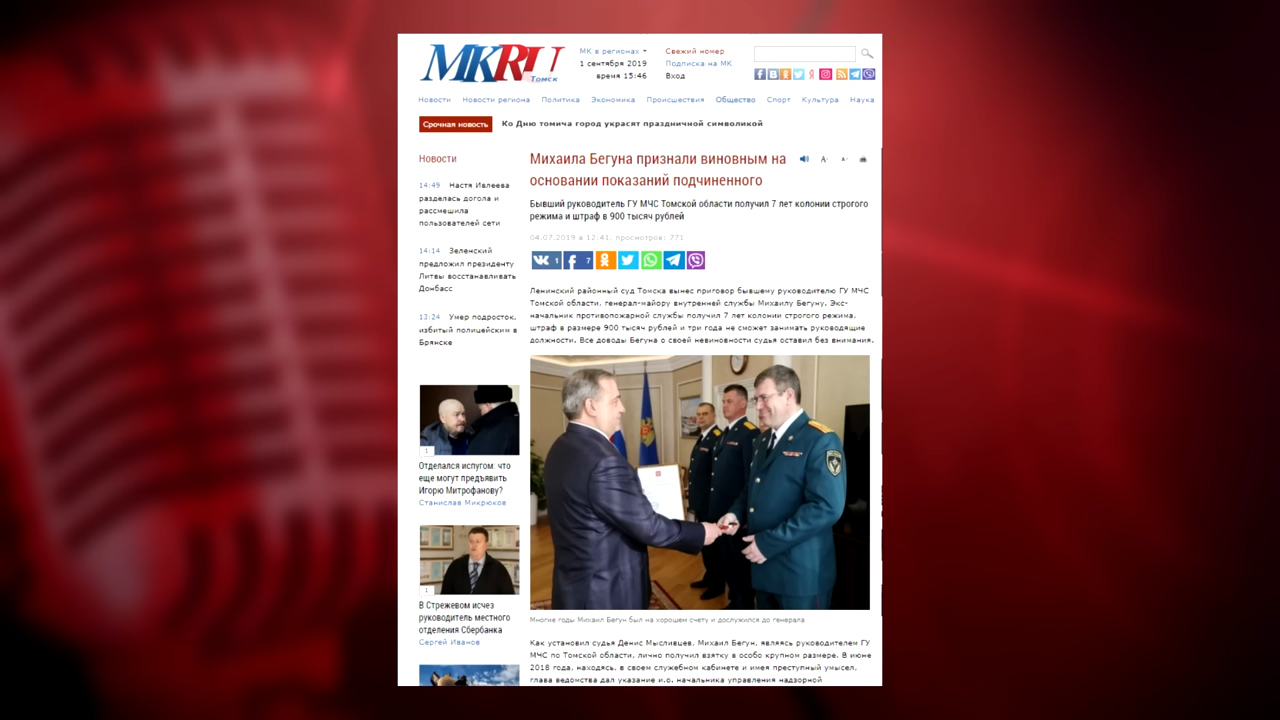 MKRU
Томск
МК в регионах
1 сентября 2019
время 15:46
Свежий номер
Подписка на МК
Вход
Новости Новости региона Политика Экономика Происшествия Общество Спорт Культура Наука
Срочная новость Ко Дню томича город украсят праздничной символикой
Новости
14:49 Настя Ивлеева
разделась догола и
рассмешила
пользователей сети
14:14 Зеленский
предложил президенту
Литвы восстанавливать
Донбасс
13:24 Умер подросток,
избитый полицейским в
Брянске
1
Отделался испугом: что
еще могут предъявить
Игорю Митрофанову?
Станислав Микрюков
1
В Стрежевом исчез
руководитель местного
отделения Сбербанка
Сергей Иванов
Михаила Бегуна признали виновным на
основании показаний подчиненного
Бывший руководитель ГУ МЧС Томской области получил 7 лет колонии строгого
режима и штраф в 900 тысяч рублей
04.07.2019 в 12:41, просмотров: 771
1 7
Ленинский районный суд Томска вынес приговор бывшему руководителю ГУ МЧС
Томской области, генерал-майору внутренней службы Михаилу Бегуну. Экс-
начальник противопожарной службы получил 7 лет колонии строгого режима,
штраф в размере 900 тысяч рублей и три года не сможет занимать руководящие
должности. Все доводы Бегуна о своей невиновности судья оставил без внимания.
Многие годы Михаил Бегун был на хорошем счету и дослужился до генерала
Как установил судья Денис Мысливцев, Михаил Бегун, являясь руководителем ГУ
МЧС по Томской области, лично получил взятку в особо крупном размере. В июне
2018 года, находясь, в своем служебном кабинете и имея преступный умысел,
глава ведомства дал указание и.о. начальника управления надзорной